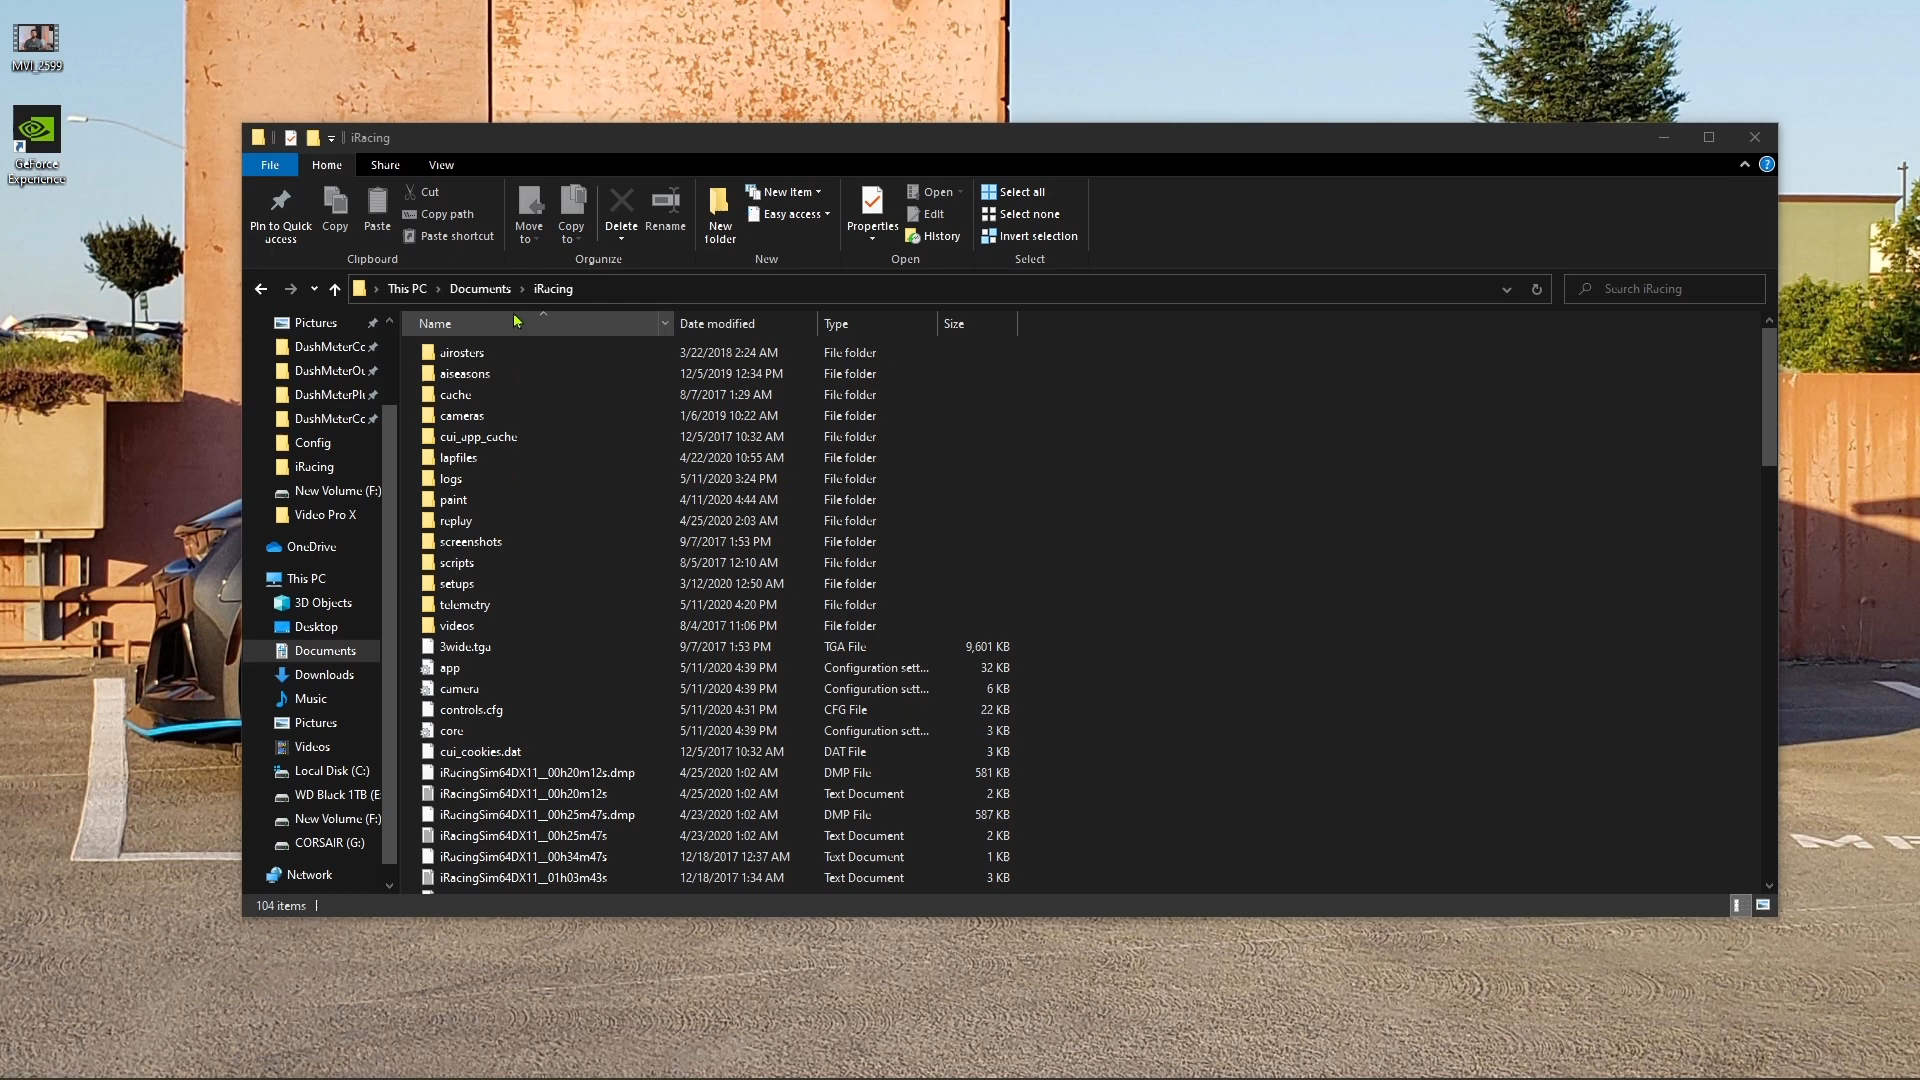 MVI_2599
GeForce
Experience
iRacing
File Home Share View
Pin to Quick
access
Copy
Paste
Cut
Copy path
Paste shortcut
Clipboard
Move
to
Copy
to
Delete
Rename
Organize
New
folder
New item
Easy access
New
Properties
Open
Edit
History
Open
Select all
Select none
Invert selection
Select
This PC › Documents › iRacing
Search iRacing
Pictures
DashMeterCc
DashMeterOu
DashMeterPlu
DashMeterCc
Config
iRacing
New Volume (F:)
Video Pro X
OneDrive
This PC
3D Objects
Desktop
Documents
Downloads
Music
Pictures
Videos
Local Disk (C:)
WD Black 1TB (E
New Volume (F:)
CORSAIR (G:)
Network
Name Date modified Type Size
airosters 3/22/2018 2:24 AM File folder
aiseasons 12/5/2019 12:34 PM File folder
cache 8/7/2017 1:29 AM File folder
cameras 1/6/2019 10:22 AM File folder
cui_app_cache 12/5/2017 10:32 AM File folder
lapfiles 4/22/2020 10:55 AM File folder
logs 5/11/2020 3:24 PM File folder
paint 4/11/2020 4:44 AM File folder
replay 4/25/2020 2:03 AM File folder
screenshots 9/7/2017 1:53 PM File folder
scripts 8/5/2017 12:10 AM File folder
setups 3/12/2020 12:50 AM File folder
telemetry 5/11/2020 4:20 PM File folder
videos 8/4/2017 11:06 PM File folder
3wide.tga 9/7/2017 1:53 PM TGA File 9,601 KB
app 5/11/2020 4:39 PM Configuration sett... 32 KB
camera 5/11/2020 4:39 PM Configuration sett... 6 KB
controls.cfg 5/11/2020 4:31 PM CFG File 22 KB
core 5/11/2020 4:39 PM Configuration sett... 3 KB
cui_cookies.dat 12/5/2017 10:32 AM DAT File 3 KB
iRacingSim64DX11__00h20m12s.dmp 4/25/2020 1:02 AM DMP File 581 KB
iRacingSim64DX11__00h20m12s 4/25/2020 1:02 AM Text Document 2 KB
iRacingSim64DX11__00h25m47s.dmp 4/23/2020 1:02 AM DMP File 587 KB
iRacingSim64DX11__00h25m47s 4/23/2020 1:02 AM Text Document 2 KB
iRacingSim64DX11__00h34m47s 12/18/2017 12:37 AM Text Document 1 KB
iRacingSim64DX11__01h03m43s 12/18/2017 1:34 AM Text Document 3 KB
104 items